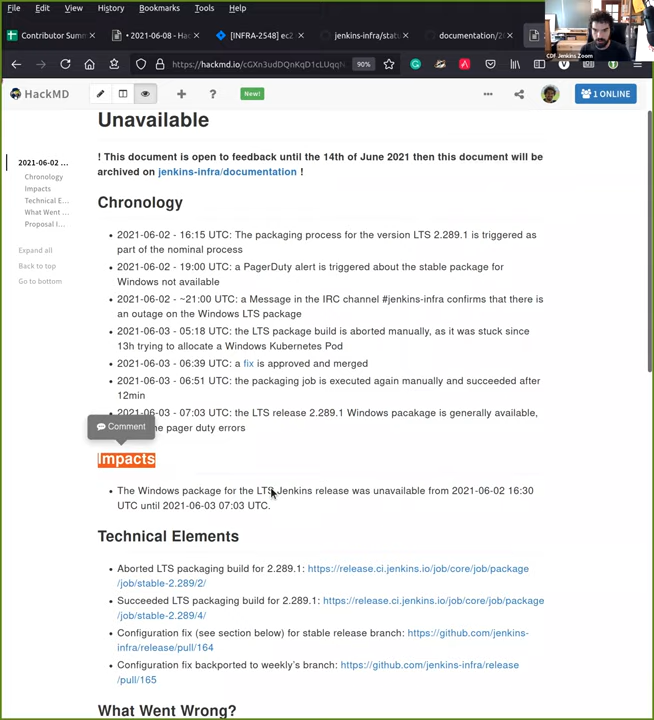 File Edit View History Bookmarks Tools Help
Contributor Sum
• 2021-06-08 - Hac
[INFRA-2548] ec2
jenkins-infra/stat
documentation/20
CDF Jenkins Zoom
https://hackmd.io/cGXn3udDQnKqD1cLUqqN
90%
HackMD
New!
1 ONLINE
2021-06-02 ...
Chronology
Impacts
Technical E...
What Went ...
Proposal I...
Expand all
Back to top
Go to bottom
Unavailable
! This document is open to feedback until the 14th of June 2021 then this document will be
archived on jenkins-infra/documentation !
Chronology
• 2021-06-02 - 16:15 UTC: The packaging process for the version LTS 2.289.1 is triggered as
part of the nominal process
• 2021-06-02 - 19:00 UTC: a PagerDuty alert is triggered about the stable package for
Windows not available
• 2021-06-02 - ~21:00 UTC: a Message in the IRC channel #jenkins-infra confirms that there is
an outage on the Windows LTS package
• 2021-06-03 - 05:18 UTC: the LTS package build is aborted manually, as it was stuck since
13h trying to allocate a Windows Kubernetes Pod
• 2021-06-03 - 06:39 UTC: a fix is approved and merged
• 2021-06-03 - 06:51 UTC: the packaging job is executed again manually and succeeded after
12min
-06-03 - 07:03 UTC: the LTS release 2.289.1 Windows pacakage is generally available,
Comment
ne pager duty errors
Impacts
• The Windows package for the LTS Jenkins release was unavailable from 2021-06-02 16:30
UTC until 2021-06-03 07:03 UTC.
Technical Elements
• Aborted LTS packaging build for 2.289.1: https://release.ci.jenkins.io/job/core/job/package
/job/stable-2.289/2/
• Succeeded LTS packaging build for 2.289.1: https://release.ci.jenkins.io/job/core/job/package
/job/stable-2.289/4/
• Configuration fix (see section below) for stable release branch: https://github.com/jenkins-
infra/release/pull/164
• Configuration fix backported to weekly's branch: https://github.com/jenkins-infra/release
/pull/165
What Went Wrong?